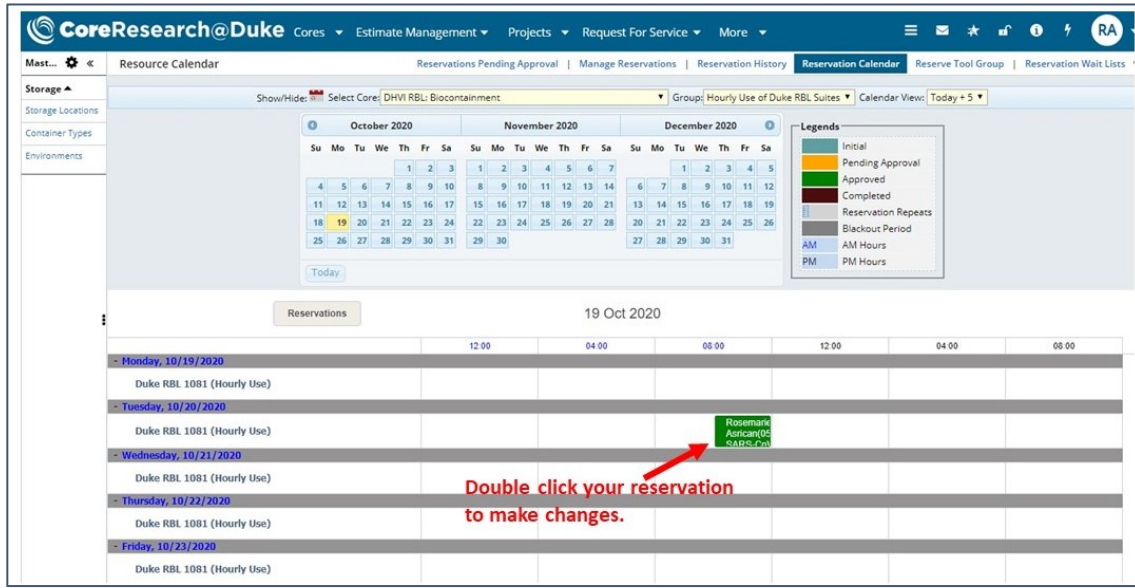 CoreResearch@Duke Cores Estimate Management Projects Request For Service More RA
Mast... Resource Calendar Reservations Pending Approval | Manage Reservations | Reservation History Reservation Calendar Reserve Tool Group | Reservation Wait Lists
Storage
Storage Locations
Container Types
Environments
Show/Hide: Select Core: DHVI RBL: Biocontainment Group: Hourly Use of Duke RBL Suites Calendar View: Today + 5
October 2020 November 2020 December 2020
Su Mo Tu We Th Fr Sa Su Mo Tu We Th Fr Sa Su Mo Tu We Th Fr Sa
1 2 3 1 2 3 4 5 6 7 1 2 3 4 5
4 5 6 7 8 9 10 8 9 10 11 12 13 14 6 7 8 9 10 11 12
11 12 13 14 15 16 17 15 16 17 18 19 20 21 13 14 15 16 17 18 19
18 19 20 21 22 23 24 22 23 24 25 26 27 28 20 21 22 23 24 25 26
25 26 27 28 29 30 31 29 30 27 28 29 30 31
Today
Legends
Initial
Pending Approval
Approved
Completed
Reservation Repeats
Blackout Period
AM AM Hours
PM PM Hours
Reservations 19 Oct 2020
12:00 04:00 08:00 12:00 04:00 08:00
- Monday, 10/19/2020
Duke RBL 1081 (Hourly Use)
- Tuesday, 10/20/2020
Duke RBL 1081 (Hourly Use)
Rosemarie
Asrican(05
SARS-CoV
- Wednesday, 10/21/2020
Duke RBL 1081 (Hourly Use)
Double click your reservation
to make changes.
- Thursday, 10/22/2020
Duke RBL 1081 (Hourly Use)
- Friday, 10/23/2020
Duke RBL 1081 (Hourly Use)